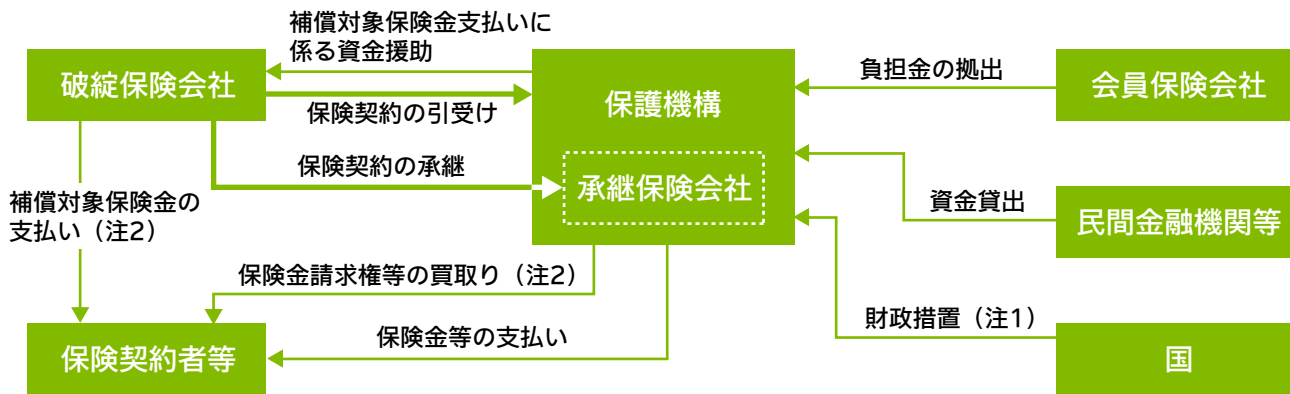 補償対象保険金支払いに
係る資金援助
破綻保険会社
保険契約の引受け
保険契約の承継
補償対象保険金の
支払い（注2）
保護機構
承継保険会社
負担金の拠出
会員保険会社
資金貸出
民間金融機関等
保険金請求権等の買取り（注2）
保険金等の支払い
保険契約者等
財政措置（注1）
国